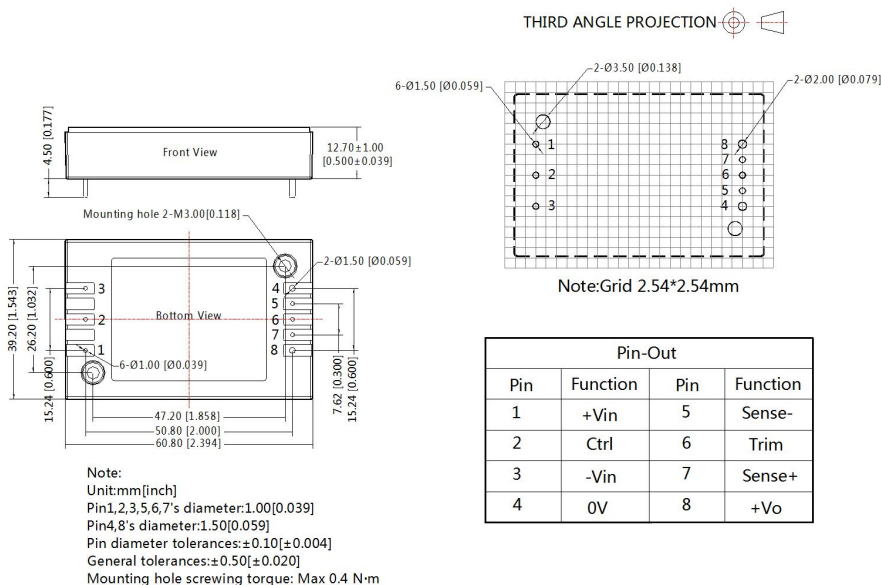 THIRD ANGLE PROJECTION
4.50 [0.177]
Front View
12.70±1.00
[0.500±0.039]
6-Ø1.50 [Ø0.059]
2-Ø3.50 [Ø0.138]
2-Ø2.00 [Ø0.079]
1
2
3
8
7
6
5
4
Note:Grid 2.54*2.54mm
Mounting hole 2-M3.00[0.118]
2-Ø1.50 [Ø0.059]
39.20 [1.543]
26.20 [1.032]
15.24 [0.600]
3
2
1
Bottom View
4
5
6
7
8
6-Ø1.00 [Ø0.039]
7.62 [0.300]
15.24 [0.600]
47.20 [1.858]
50.80 [2.000]
60.80 [2.394]
Pin-Out
Pin Function Pin Function
1 +Vin 5 Sense-
2 Ctrl 6 Trim
3 -Vin 7 Sense+
4 0V 8 +Vo
Note:
Unit:mm[inch]
Pin1,2,3,5,6,7's diameter:1.00[0.039]
Pin4,8's diameter:1.50[0.059]
Pin diameter tolerances:±0.10[±0.004]
General tolerances:±0.50[±0.020]
Mounting hole screwing torque: Max 0.4 N·m